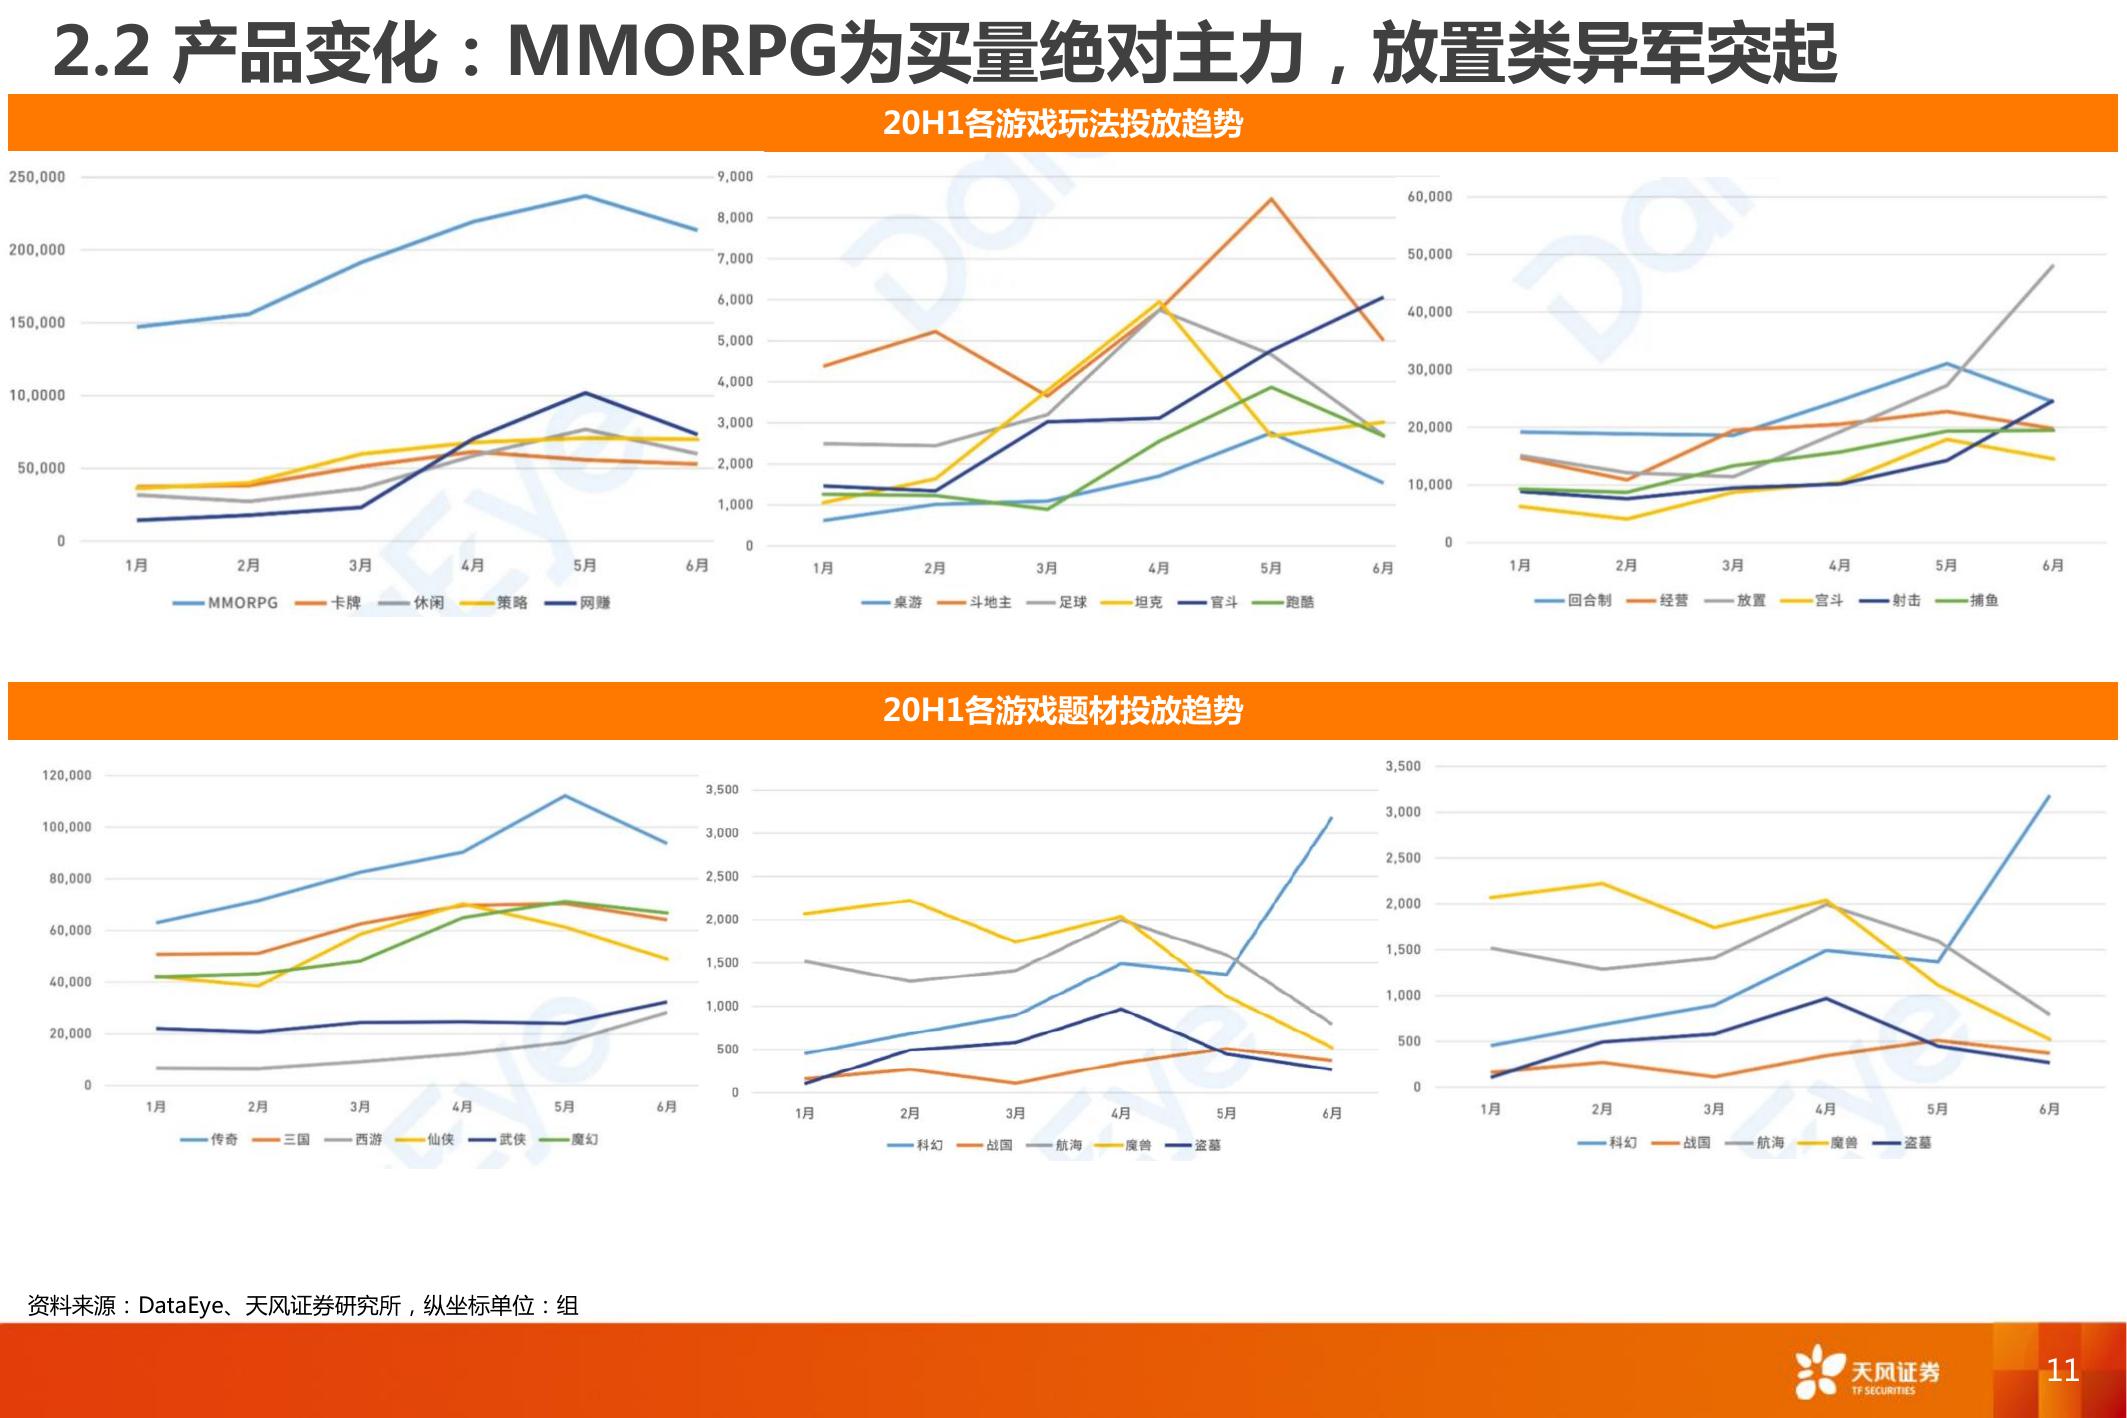 2.2 产品变化：MMORPG为买量绝对主力，放置类异军突起
20H1各游戏玩法投放趋势
250,000
200,000
150,000
10,0000
50,000
0
1月 2月 3月 4月 5月 6月
MMORPG 卡牌 休闲 策略 网赚
9,000
8,000
7,000
6,000
5,000
4,000
3,000
2,000
1,000
0
1月 2月 3月 4月 5月 6月
桌游 斗地主 足球 坦克 官斗 跑酷
60,000
50,000
40,000
30,000
20,000
10,000
0
1月 2月 3月 4月 5月 6月
回合制 经营 放置 宫斗 射击 捕鱼
20H1各游戏题材投放趋势
120,000
100,000
80,000
60,000
40,000
20,000
0
1月 2月 3月 4月 5月 6月
传奇 三国 西游 仙侠 武侠 魔幻
3,500
3,000
2,500
2,000
1,500
1,000
500
0
1月 2月 3月 4月 5月 6月
科幻 战国 航海 魔兽 盗墓
3,500
3,000
2,500
2,000
1,500
1,000
500
0
1月 2月 3月 4月 5月 6月
科幻 战国 航海 魔兽 盗墓
资料来源：DataEye、天风证券研究所，纵坐标单位：组
天风证券
TF SECURITIES
11